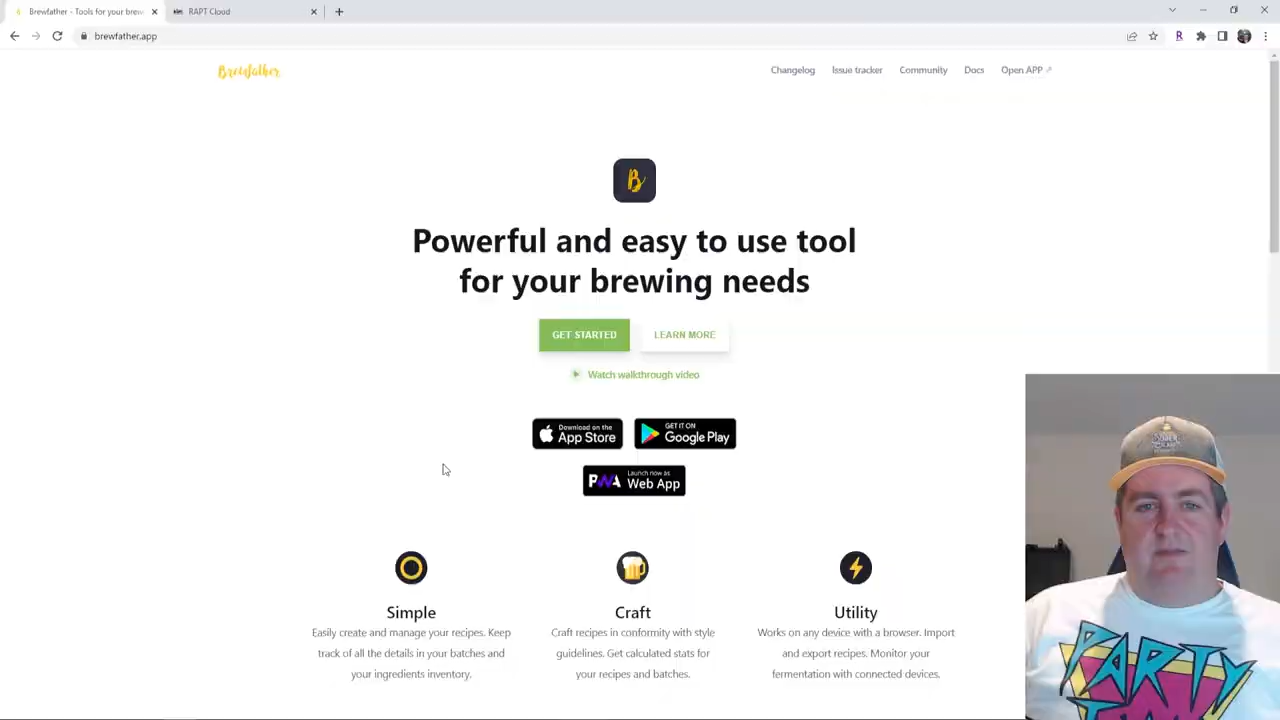 Brewfather - Tools for your brew
RAPT Cloud
brewfather.app
R
Brewfather
Changelog
Issue tracker
Community
Docs
Open APP
B
Powerful and easy to use tool
for your brewing needs
GET STARTED
LEARN MORE
Watch walkthrough video
Download on the
App Store
GET IT ON
Google Play
PWA
Launch now as
Web App
Simple
Easily create and manage your recipes. Keep
track of all the details in your batches and
your ingredients inventory.
Craft
Craft recipes in conformity with style
guidelines. Get calculated stats for
your recipes and batches.
Utility
Works on any device with a browser. Import
and export recipes. Monitor your
fermentation with connected devices.
PARTY